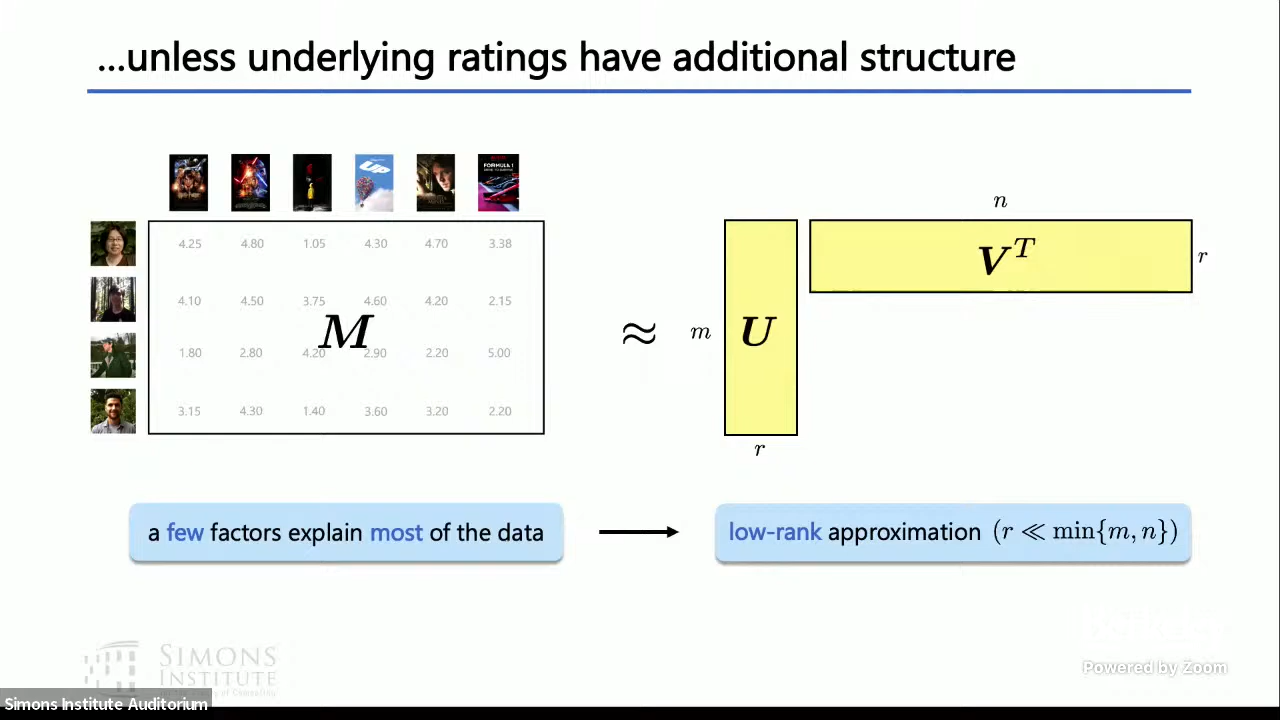 ...unless underlying ratings have additional structure
UP
FORMULA 1
n
4.25 4.80 1.05 4.30 4.70 3.38
V^T
r
4.10 4.50 3.75 4.60 4.20 2.15
M
≈
m
U
1.80 2.80 4.20 2.90 2.20 5.00
3.15 4.30 1.40 3.60 3.20 2.20
r
a few factors explain most of the data
low-rank approximation (r ≪ min{m, n})
SIMONS
INSTITUTE
Powered by Zoom
Simons Institute Auditorium